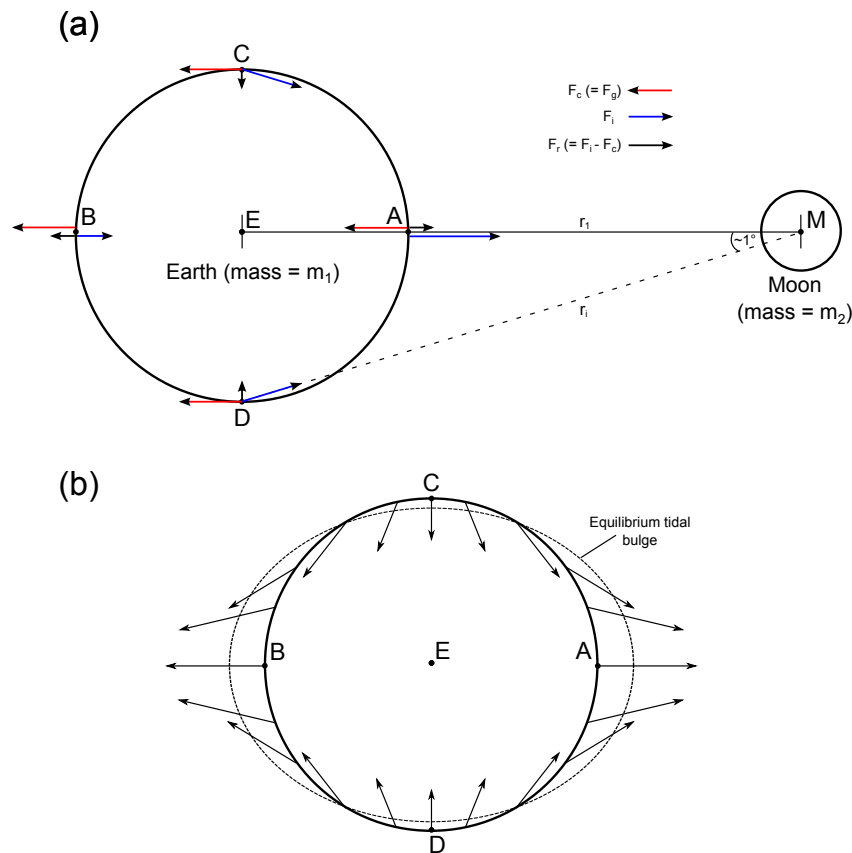 (a)
C
F_c (= F_g)
F_i
F_r (= F_i - F_c)
B
E
A
r_1
~1°
M
Earth (mass = m_1)
Moon
(mass = m_2)
r_i
D
(b)
C
Equilibrium tidal
bulge
B
E
A
D